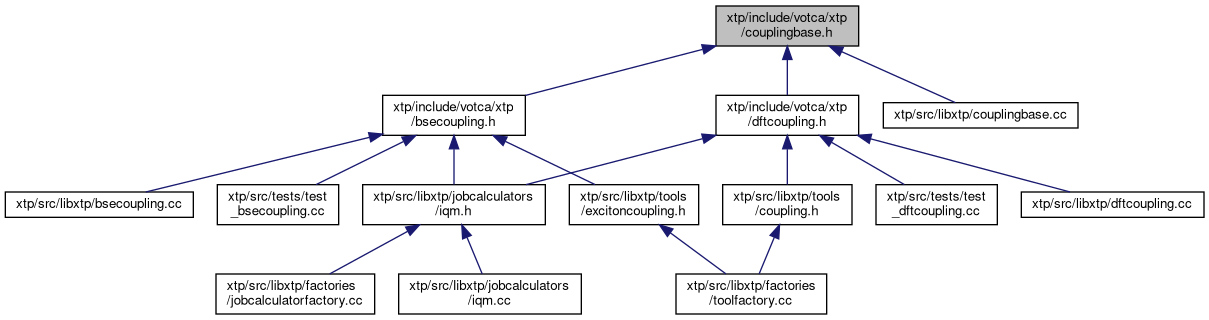 xtp/include/votca/xtp
/couplingbase.h
xtp/include/votca/xtp
/bsecoupling.h
xtp/include/votca/xtp
/dftcoupling.h
xtp/src/libxtp/couplingbase.cc
xtp/src/libxtp/bsecoupling.cc
xtp/src/tests/test
_bsecoupling.cc
xtp/src/libxtp/jobcalculators
/iqm.h
xtp/src/libxtp/tools
/excitoncoupling.h
xtp/src/libxtp/tools
/coupling.h
xtp/src/tests/test
_dftcoupling.cc
xtp/src/libxtp/dftcoupling.cc
xtp/src/libxtp/factories
/jobcalculatorfactory.cc
xtp/src/libxtp/jobcalculators
/iqm.cc
xtp/src/libxtp/factories
/toolfactory.cc